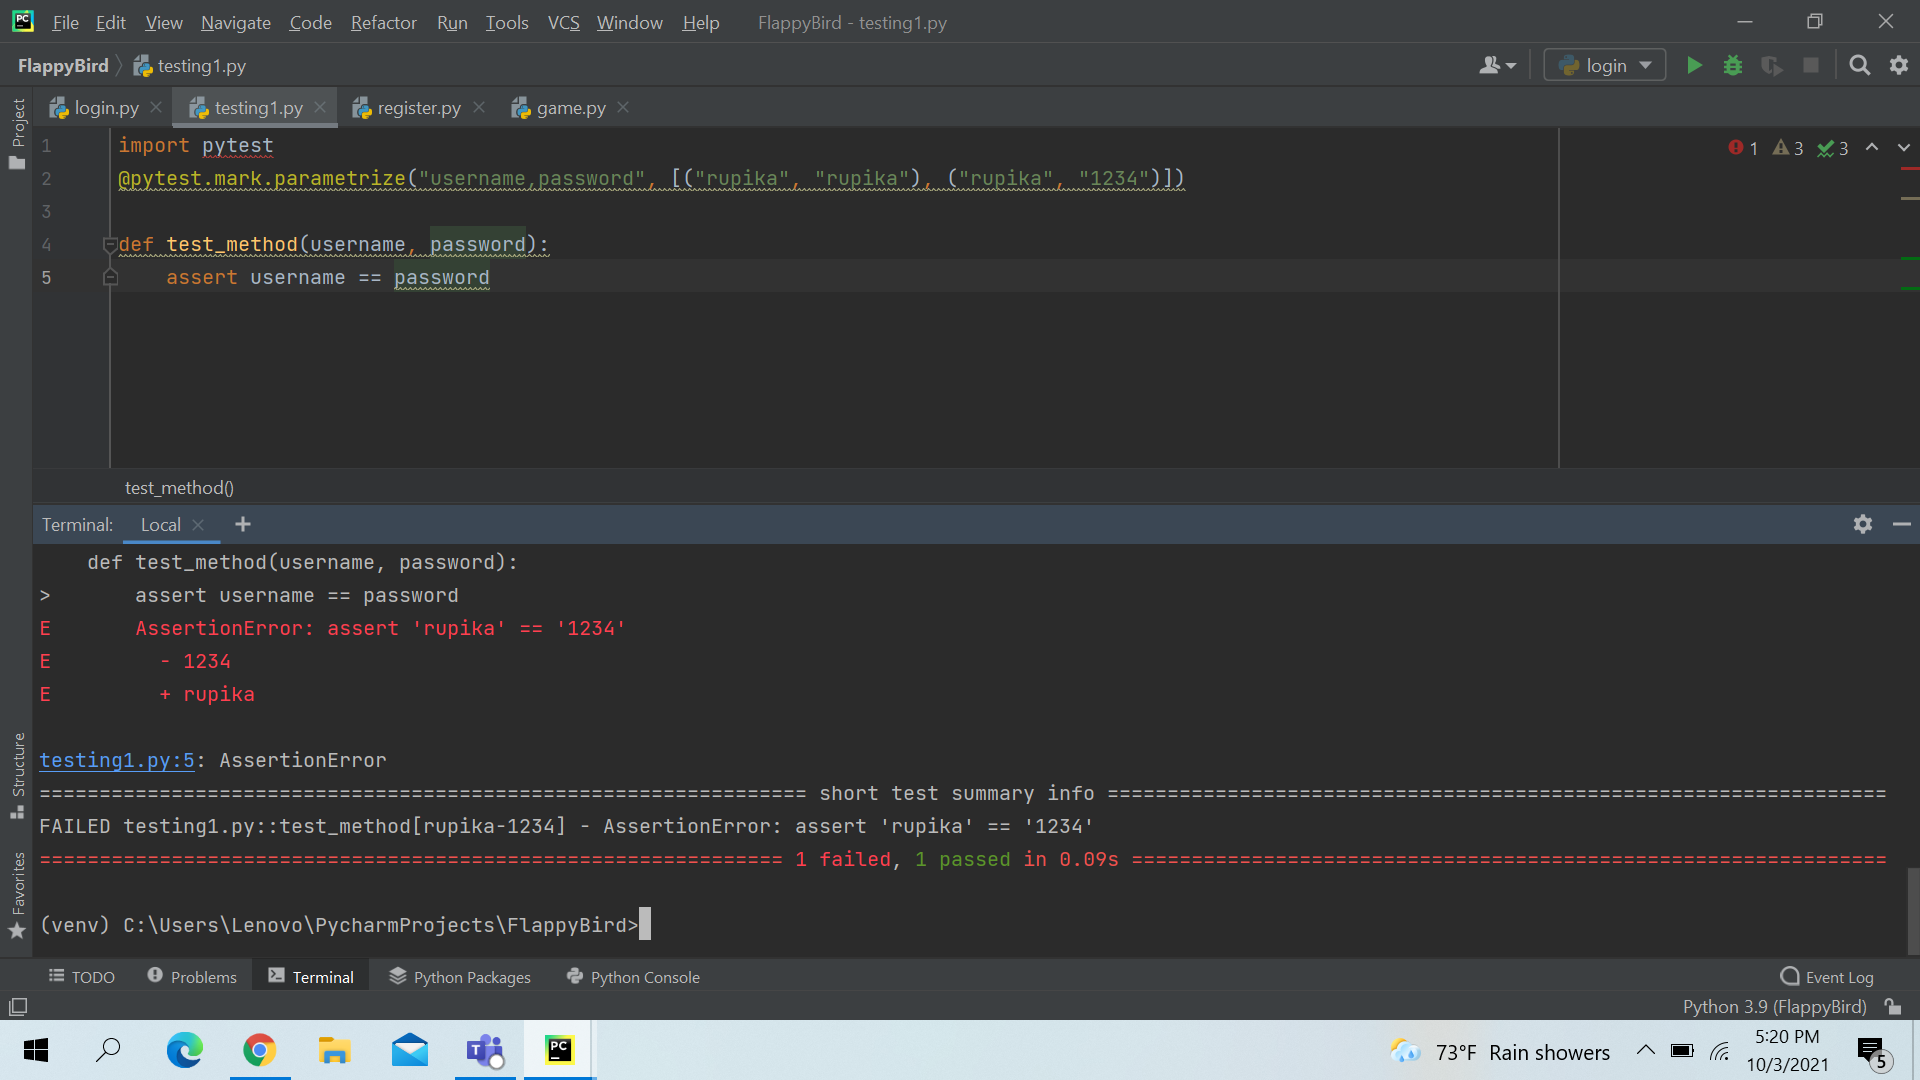 PC File Edit View Navigate Code Refactor Run Tools VCS Window Help FlappyBird - testing1.py
FlappyBird testing1.py login
Project
login.py testing1.py register.py game.py
1 import pytest 1 3 3
2 @pytest.mark.parametrize("username,password", [("rupika", "rupika"), ("rupika", "1234")])
3
4 def test_method(username, password):
5 assert username == password
test_method()
Terminal: Local
def test_method(username, password):
> assert username == password
E AssertionError: assert 'rupika' == '1234'
E - 1234
E + rupika
Structure
testing1.py:5: AssertionError
================================================================ short test summary info =================================================================
FAILED testing1.py::test_method[rupika-1234] - AssertionError: assert 'rupika' == '1234'
============================================================== 1 failed, 1 passed in 0.09s ===============================================================
Favorites
(venv) C:\Users\Lenovo\PycharmProjects\FlappyBird>
TODO Problems Terminal Python Packages Python Console Event Log
Python 3.9 (FlappyBird)
T PC 73°F Rain showers 5:20 PM
10/3/2021 5